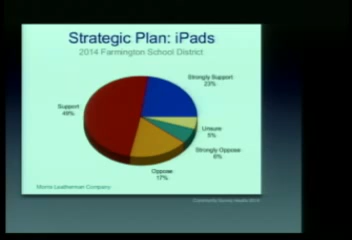 Strategic Plan: iPads
2014 Farmington School District
Strongly Support
23%
Support
49%
Unsure
5%
Strongly Oppose
6%
Oppose
17%
Morris Leatherman Company